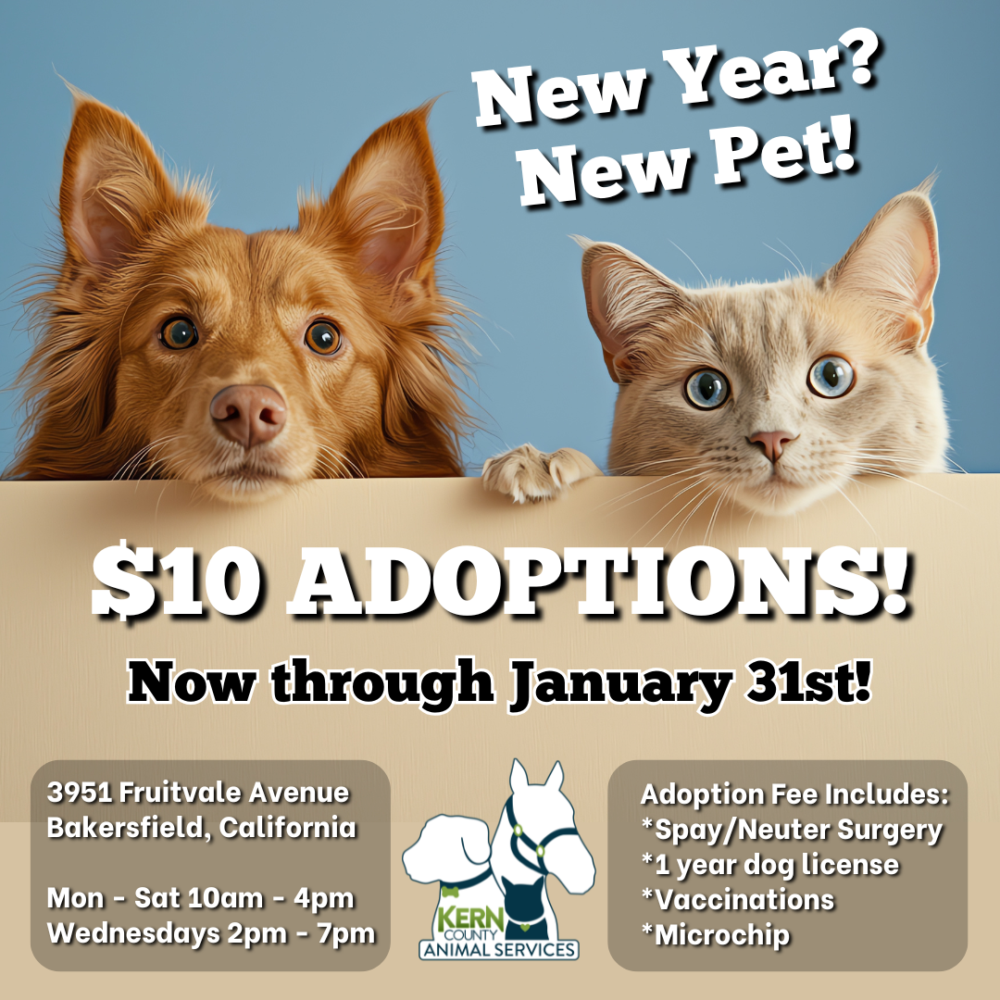 New Year?
New Pet!
$10 ADOPTIONS!
Now through January 31st!
3951 Fruitvale Avenue
Bakersfield, California
Mon - Sat 10am - 4pm
Wednesdays 2pm - 7pm
KERN
COUNTY
ANIMAL SERVICES
Adoption Fee Includes:
*Spay/Neuter Surgery
*1 year dog license
*Vaccinations
*Microchip